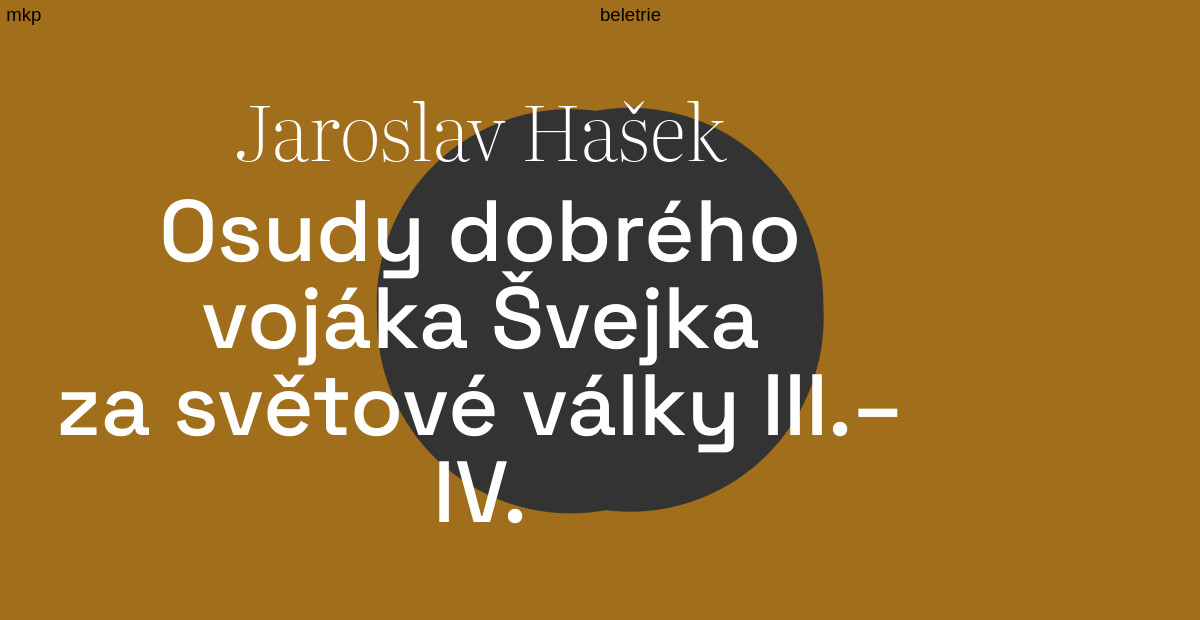 mkp
beletrie
Jaroslav Hašek
Osudy dobrého
vojáka Švejka
za světové války III.–
IV.